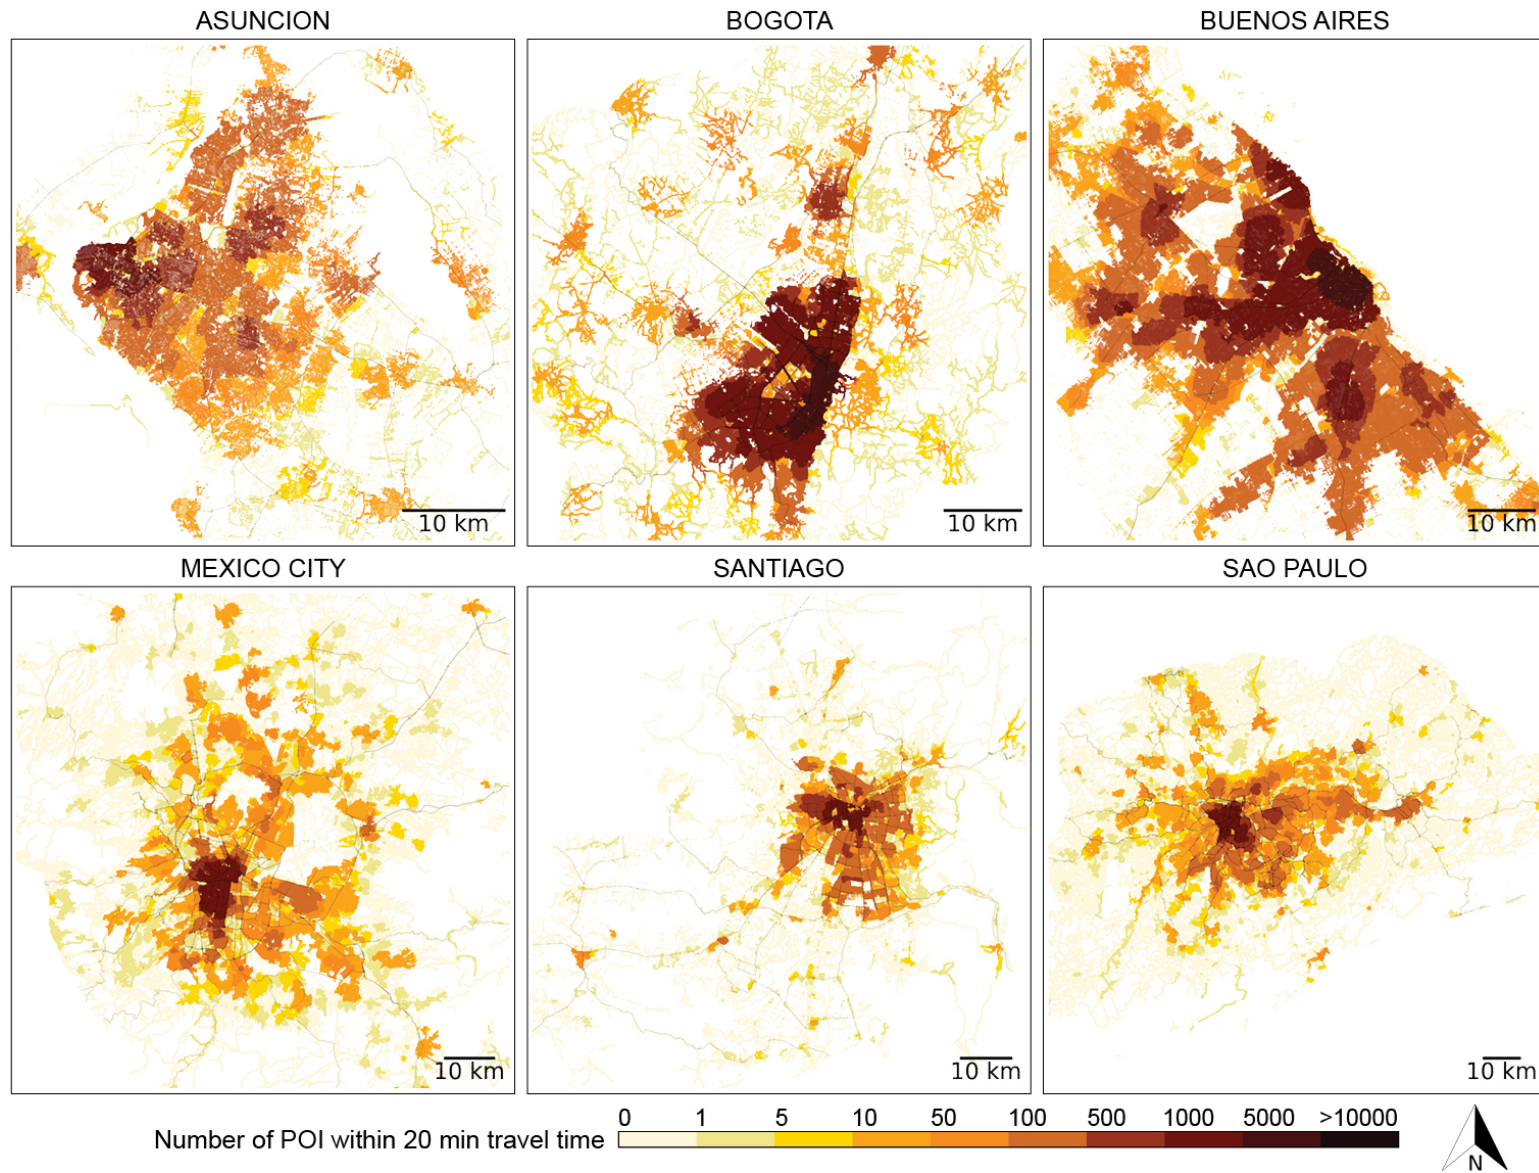 ASUNCION
BOGOTA
BUENOS AIRES
10 km
10 km
10 km
MEXICO CITY
SANTIAGO
SAO PAULO
10 km
10 km
10 km
0 1 5 10 50 100 500 1000 5000 >10000
Number of POI within 20 min travel time
N